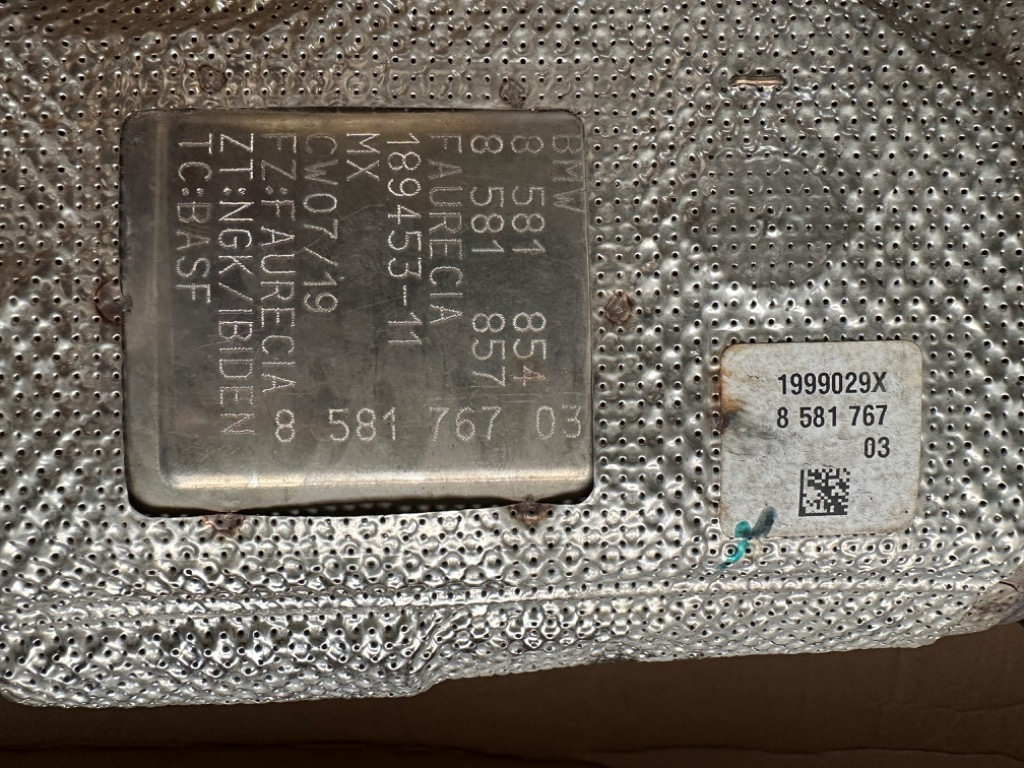 BMW
8 581 854
8 581 857
FAURECIA
189453-11
MX
CW07/19
FZ:FAURECIA
ZT:NGK/IBIDEN
TC:BASF
8 581 767 03
1999029X
8 581 767
03